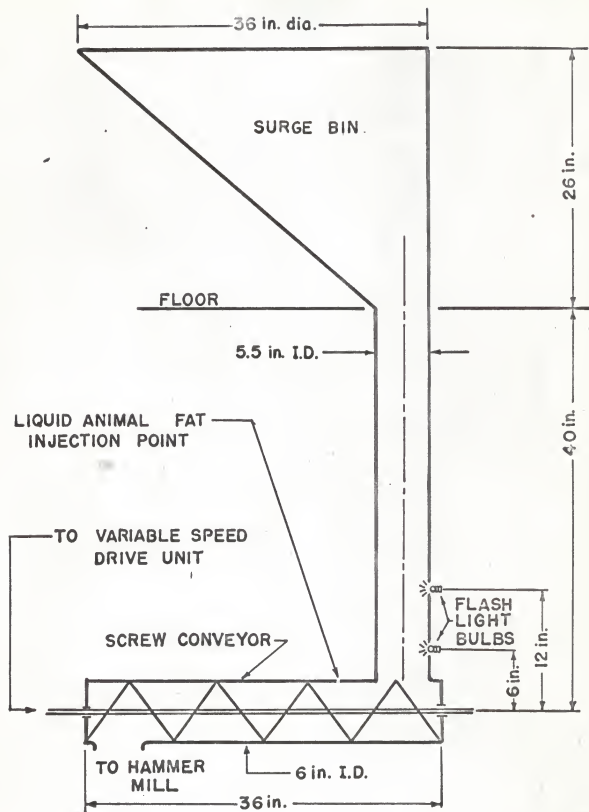 36 in. dia.
SURGE BIN
26 in.
FLOOR
5.5 in I.D.
40 in.
LIQUID ANIMAL FAT
INJECTION POINT
TO VARIABLE SPEED
DRIVE UNIT
FLASH
LIGHT
BULBS
12 in.
6 in.
SCREW CONVEYOR
TO HAMMER
MILL
6 in. I.D.
36 in.